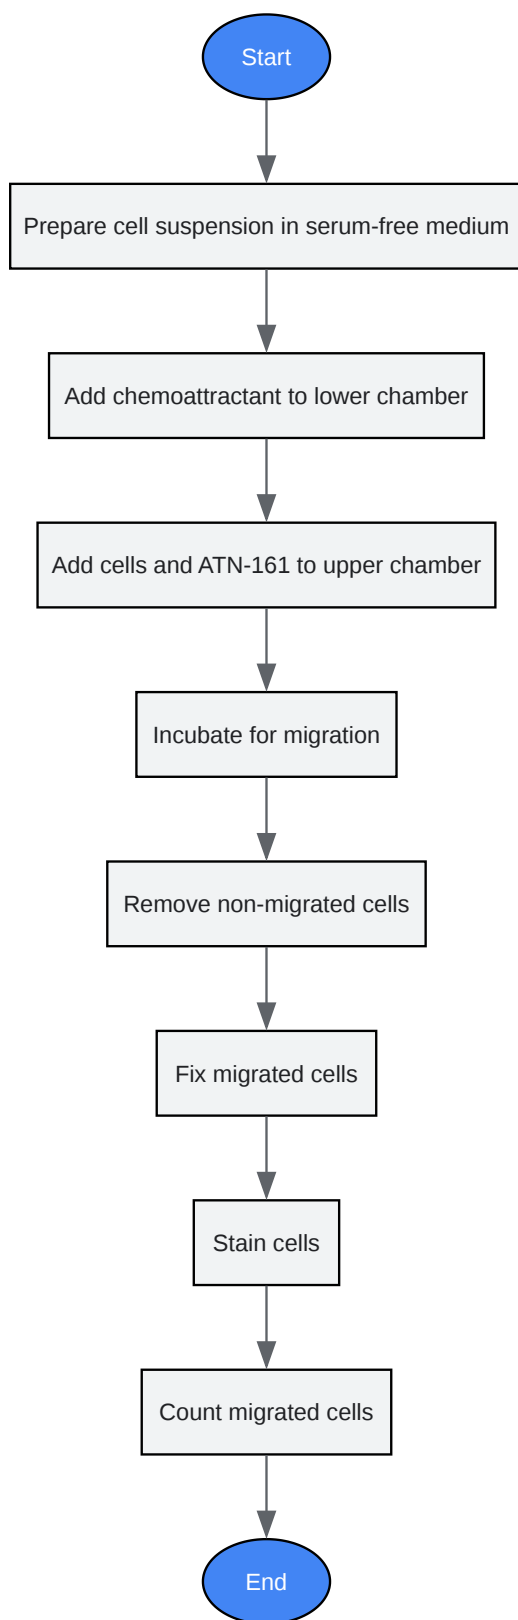 Start
Prepare cell suspension in serum-free medium
Add chemoattractant to lower chamber
Add cells and ATN-161 to upper chamber
Incubate for migration
Remove non-migrated cells
Fix migrated cells
Stain cells
Count migrated cells
End